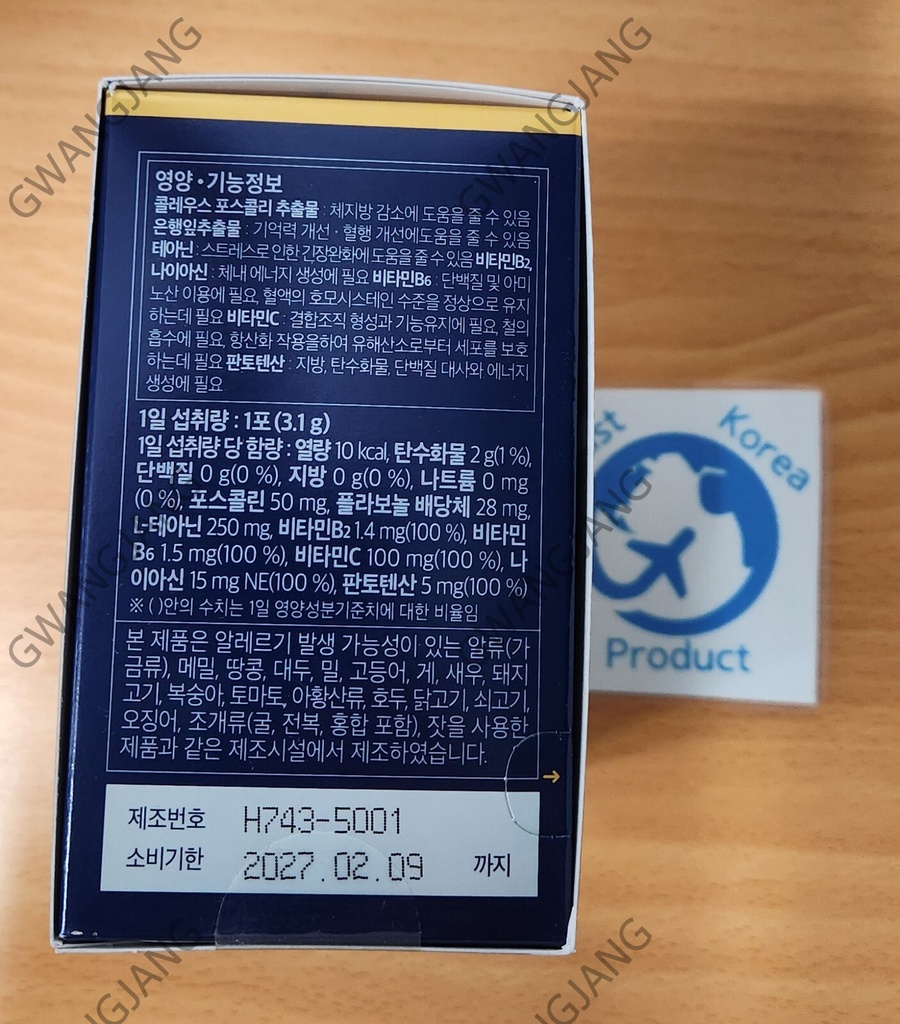 영양•기능정보
콜레우스 포스콜리 추출물 : 체지방 감소에 도움을 줄 수 있음
은행잎추출물 : 기억력 개선 · 혈행 개선에도움을 줄 수 있음
테아닌 : 스트레스로 인한 긴장완화에 도움을 줄 수 있음 비타민B2,
나이아신 : 체내 에너지 생성에 필요 비타민B6 : 단백질 및 아미
노산 이용에 필요, 혈액의 호모시스테인 수준을 정상으로 유지
하는데 필요 비타민C : 결합조직 형성과 기능유지에 필요, 철의
흡수에 필요, 항산화 작용을하여 유해산소로부터 세포를 보호
하는데 필요 판토텐산 : 지방, 탄수화물, 단백질 대사와 에너지
생성에 필요
1일 섭취량 : 1포 (3.1 g)
1일 섭취량 당 함량 : 열량 10 kcal, 탄수화물 2 g(1 %),
단백질 0 g(0 %), 지방 0 g(0 %), 나트륨 0 mg
(0 %), 포스콜린 50 mg, 플라보놀 배당체 28 mg,
L-테아닌 250 mg, 비타민B2 1.4 mg(100 %), 비타민
B6 1.5 mg(100 %), 비타민C 100 mg(100 %), 나
이아신 15 mg NE(100 %), 판토텐산 5 mg(100 %)
※ ( )안의 수치는 1일 영양성분기준치에 대한 비율임
본 제품은 알레르기 발생 가능성이 있는 알류(가
금류), 메밀, 땅콩, 대두, 밀, 고등어, 게, 새우, 돼지
고기, 복숭아, 토마토, 아황산류, 호두, 닭고기, 쇠고기,
오징어, 조개류(굴, 전복, 홍합 포함), 잣을 사용한
제품과 같은 제조시설에서 제조하였습니다.
제조번호 H743-5001
소비기한 2027.02.09 까지
Korea
Product
GWANGJANG
GWANGJANG
GWANGJANG
GWANGJANG
GWANGJANG
GWANGJANG